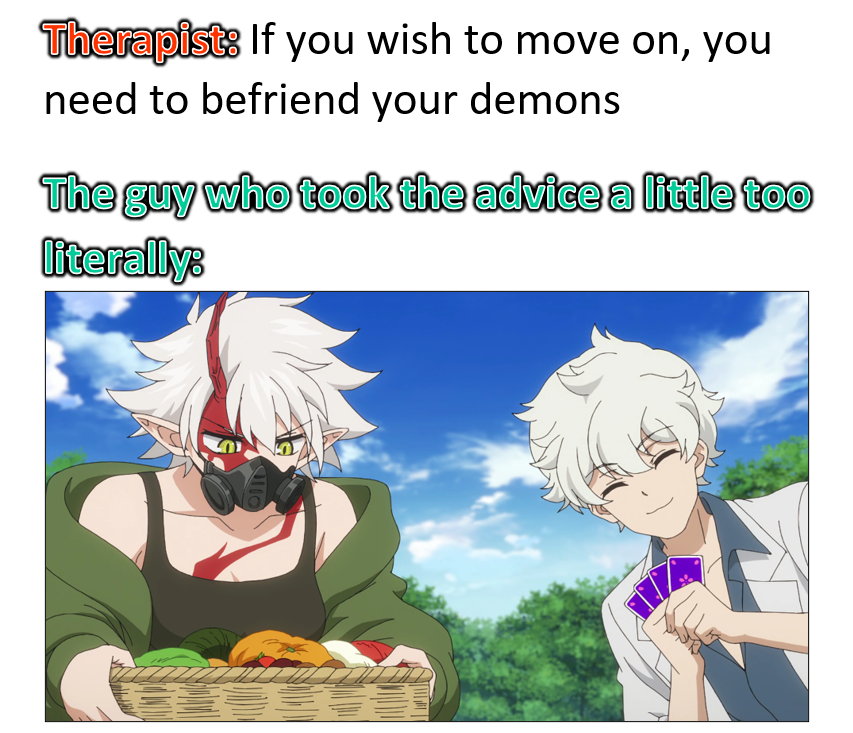 Therapist: If you wish to move on, you
need to befriend your demons
The guy who took the advice a little too
literally: